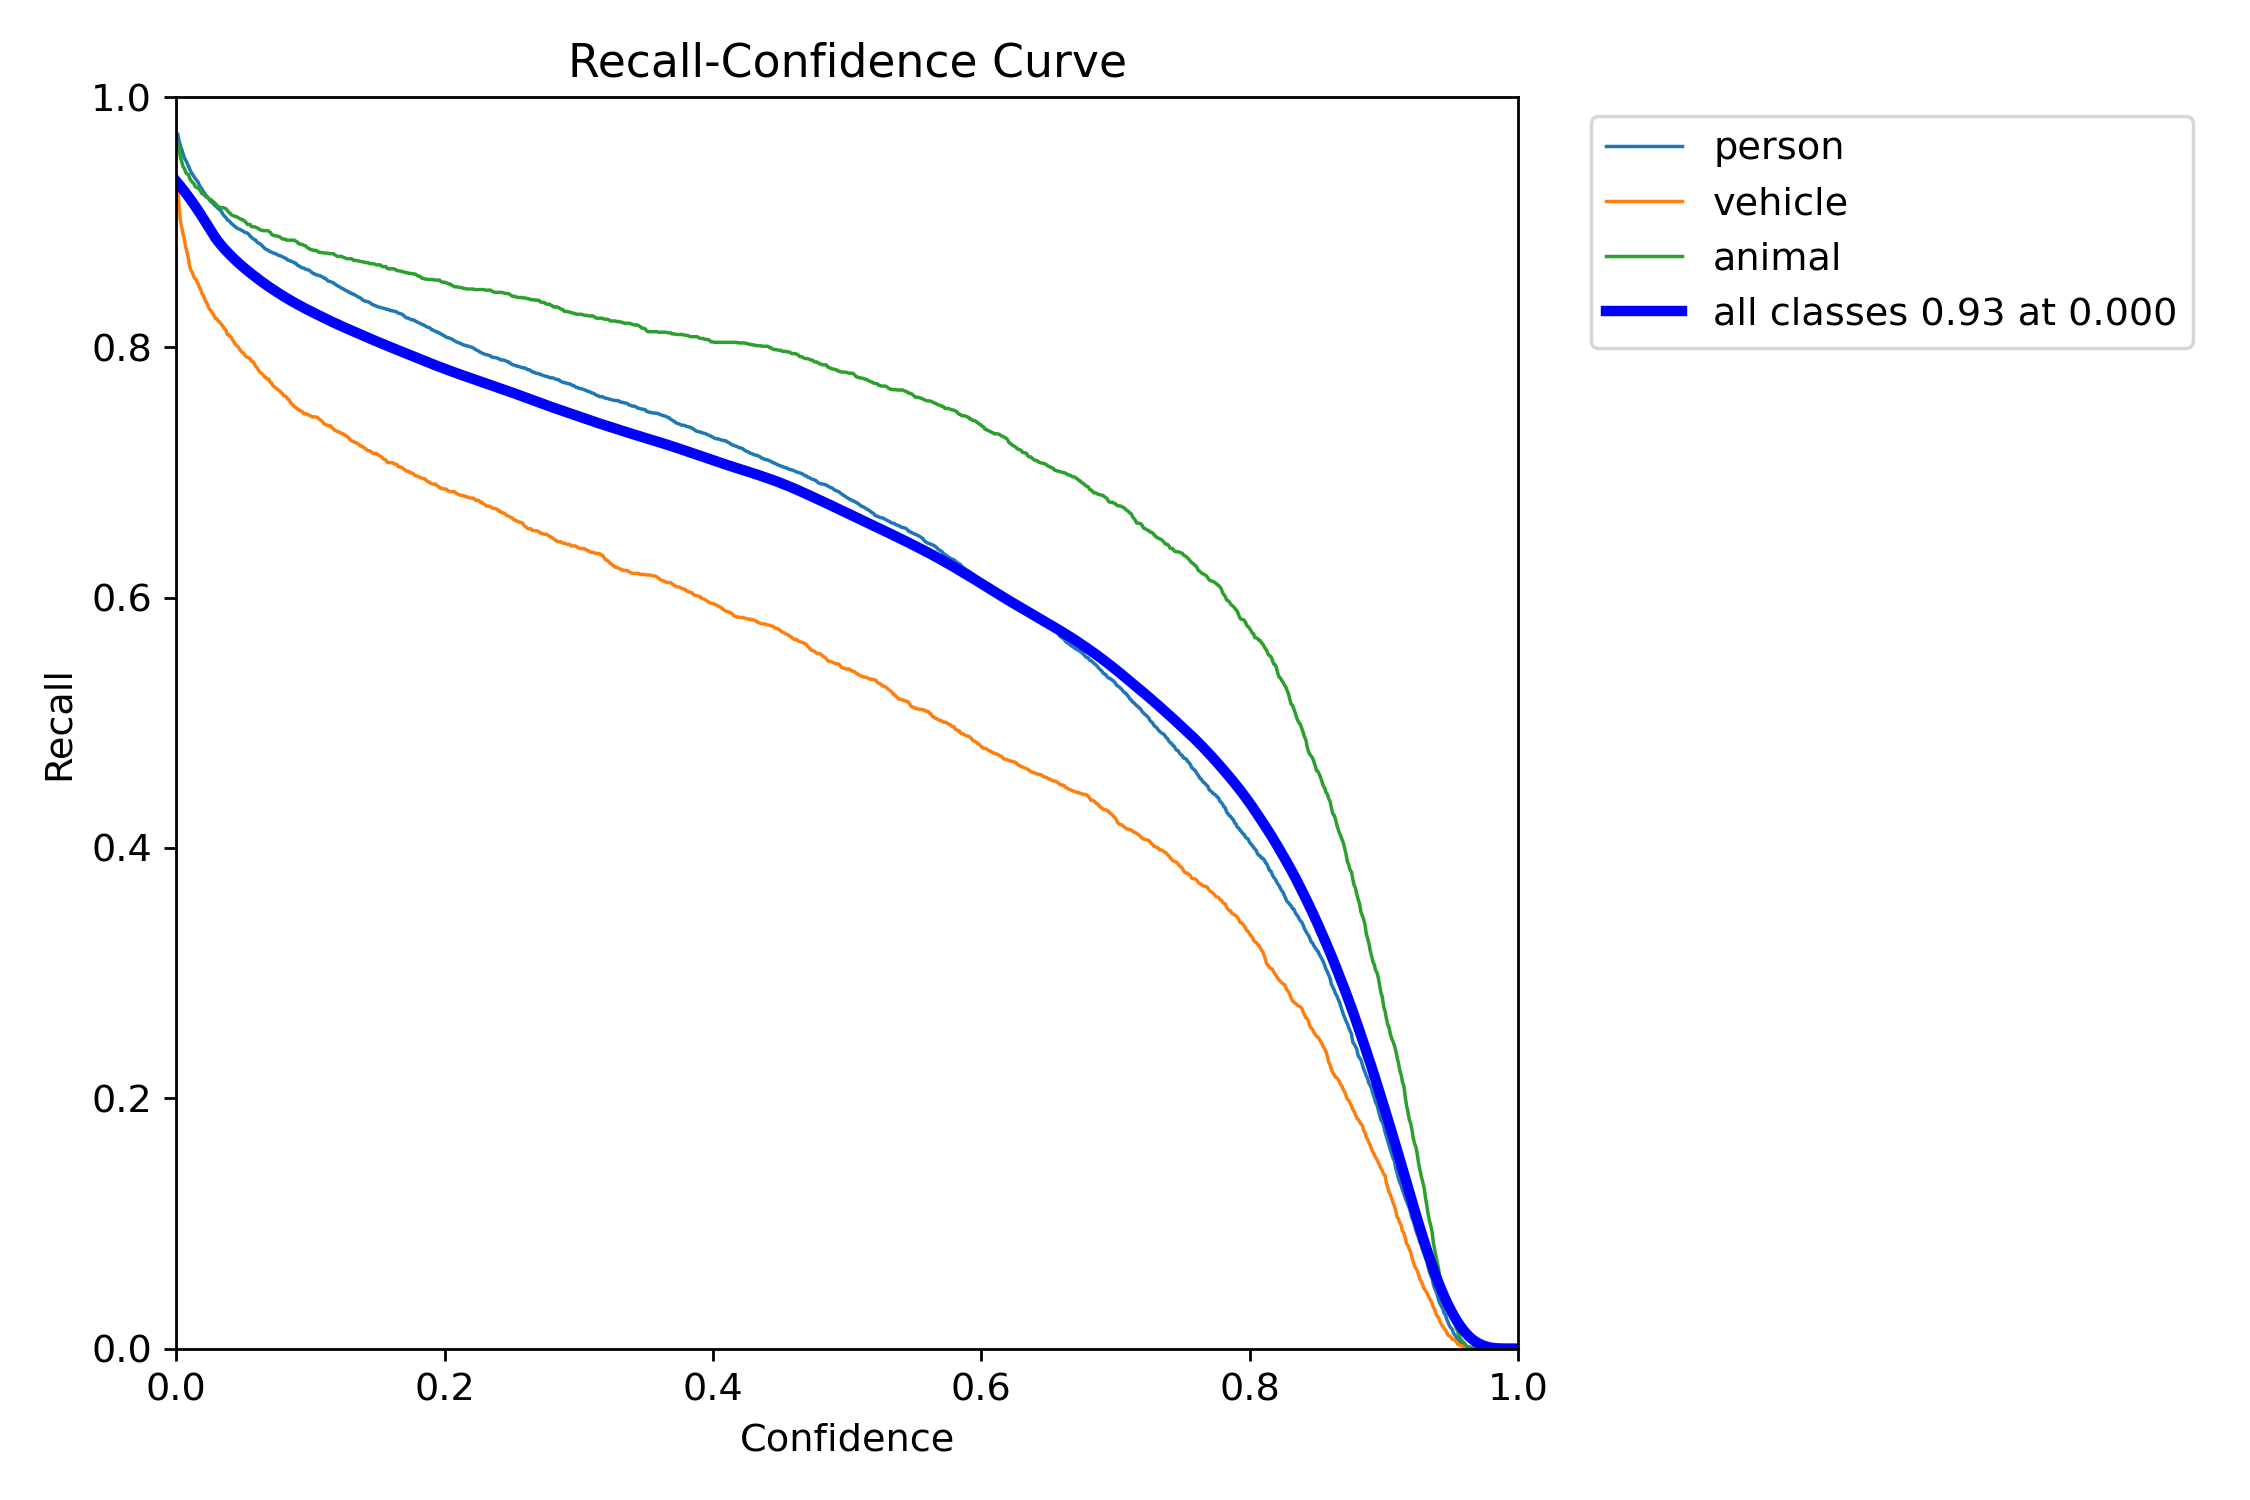 Recall-Confidence Curve
1.0
0.8
0.6
0.4
0.2
0.0
Recall
0.0 0.2 0.4 0.6 0.8 1.0
Confidence
person
vehicle
animal
all classes 0.93 at 0.000